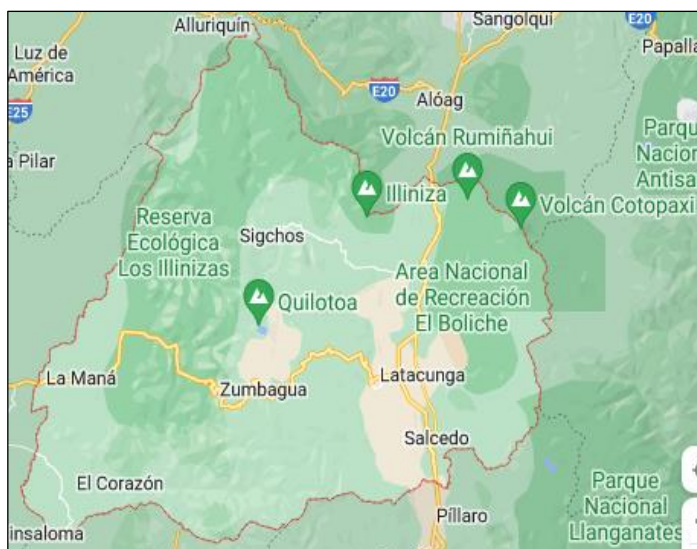 Alluriquín
Sangolquí
E20
Luz de
América
Papalla
E25
E20
Alóag
a Pilar
Volcán Rumiñahui
Parqu
Nacion
Antisa
Illiniza
Volcán Cotopaxi
Reserva
Ecológica
Los Illinizas
Sigchos
Area Nacional
de Recreación
El Boliche
Quilotoa
La Maná
Zumbagua
Latacunga
Salcedo
El Corazón
Parque
Nacional
Llanganates
Píllaro
insaloma